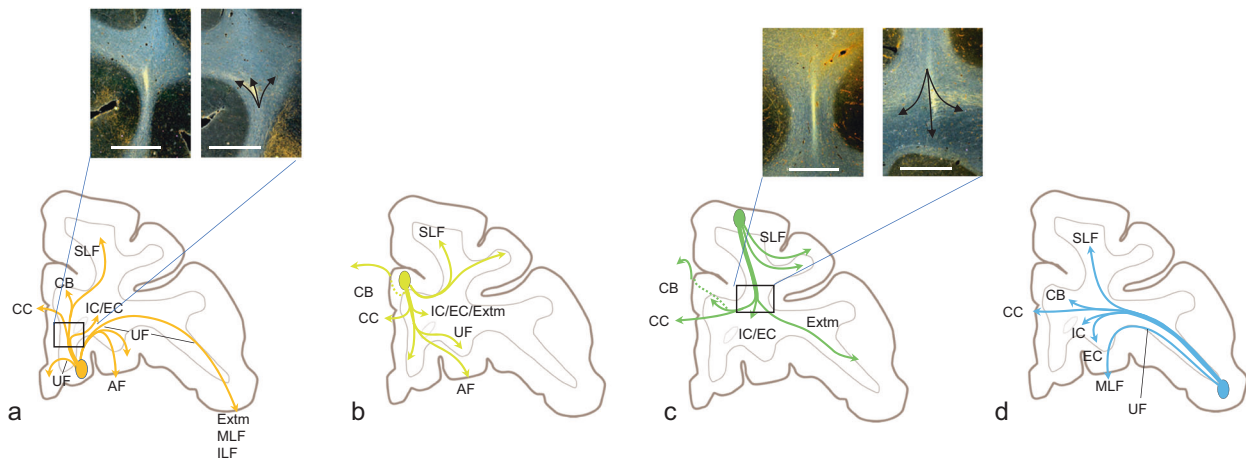 SLF
CB
CC
IC/EC
UF
UF
AF
Extm
MLF
ILF
a
SLF
CB
IC/EC/Extm
CC
UF
AF
b
SLF
CB
CC
IC/EC
Extm
c
SLF
CB
CC
IC
EC
MLF
UF
d